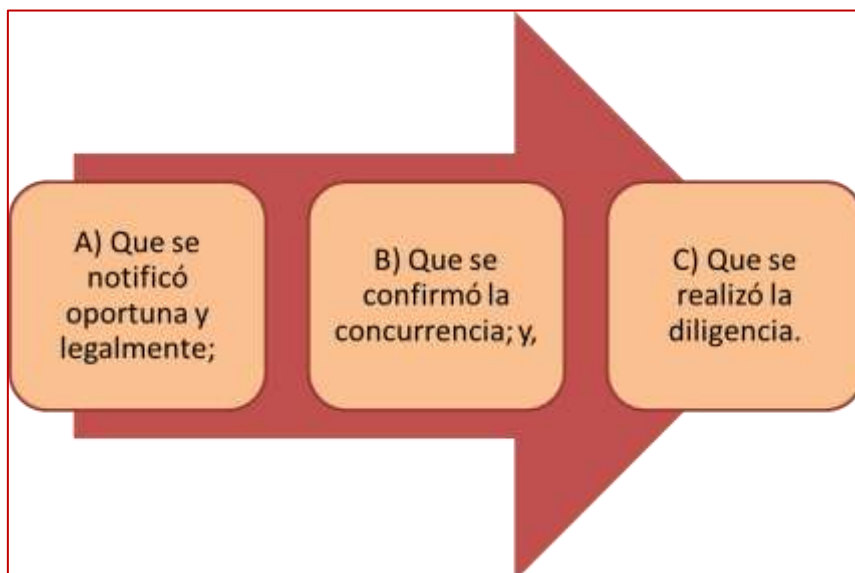 A) Que se
notificó
oportuna y
legalmente;
B) Que se
confirmó la
concurrencia; y,
C) Que se
realizó la
diligencia.